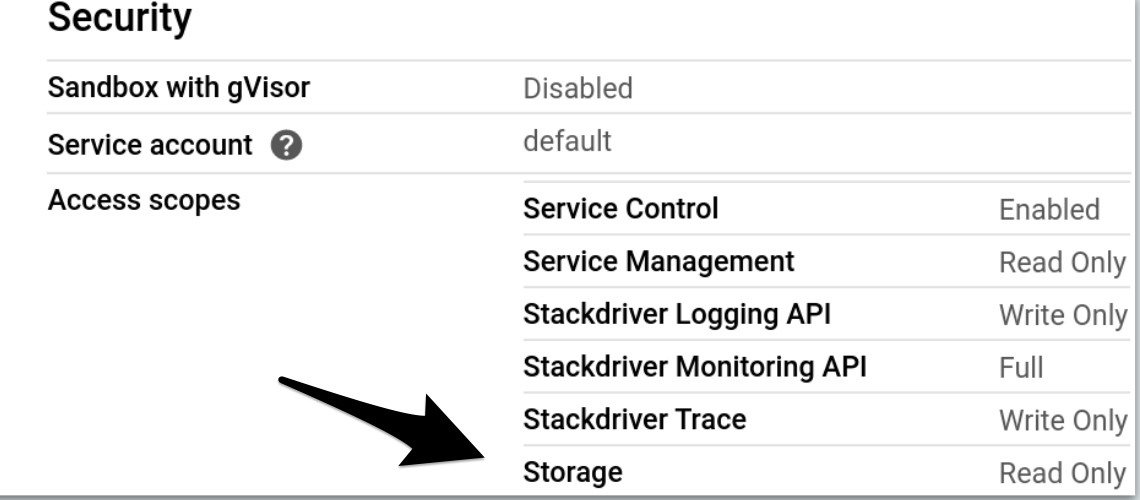 Security
Sandbox with gVisor Disabled
Service account ? default
Access scopes
Service Control Enabled
Service Management Read Only
Stackdriver Logging API Write Only
Stackdriver Monitoring API Full
Stackdriver Trace Write Only
Storage Read Only